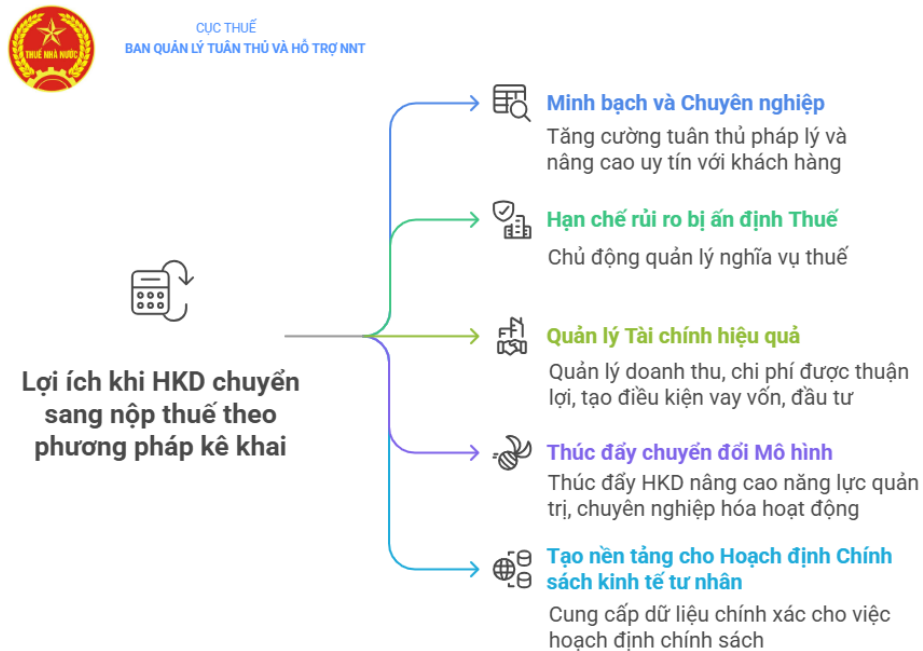 THUẾ NHÀ NƯỚC
CỤC THUẾ
BAN QUẢN LÝ TUÂN THỦ VÀ HỖ TRỢ NNT
Minh bạch và Chuyên nghiệp
Tăng cường tuân thủ pháp lý và
nâng cao uy tín với khách hàng
Hạn chế rủi ro bị ấn định Thuế
Chủ động quản lý nghĩa vụ thuế
Lợi ích khi HKD chuyển
sang nộp thuế theo
phương pháp kê khai
Quản lý Tài chính hiệu quả
Quản lý doanh thu, chi phí được thuận
lợi, tạo điều kiện vay vốn, đầu tư
Thúc đẩy chuyển đổi Mô hình
Thúc đẩy HKD nâng cao năng lực quản
trị, chuyên nghiệp hóa hoạt động
Tạo nền tảng cho Hoạch định Chính
sách kinh tế tư nhân
Cung cấp dữ liệu chính xác cho việc
hoạch định chính sách